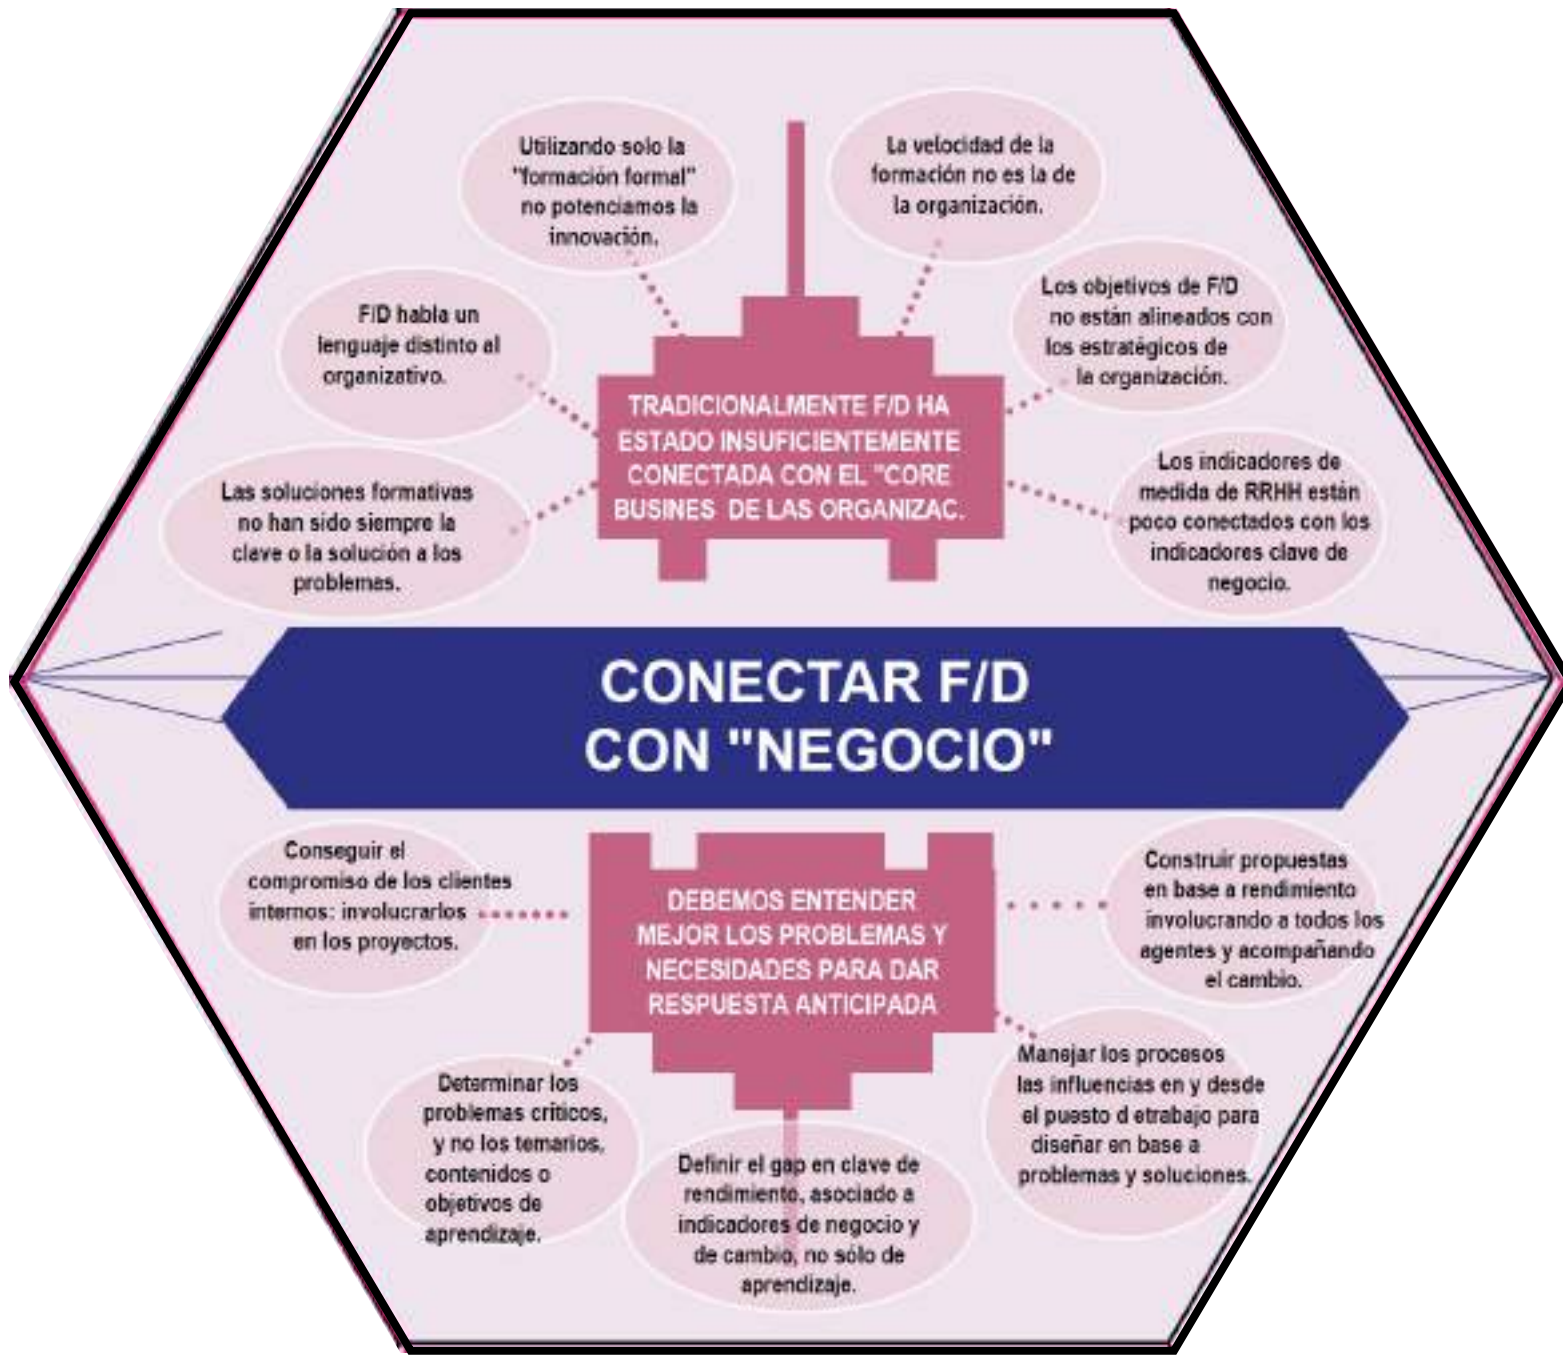 Utilizando solo la
"formación formal"
no potenciamos la
innovación.
La velocidad de la
formación no es la de
la organización.
F/D habla un
lenguaje distinto al
organizativo.
Los objetivos de F/D
no están alineados con
los estratégicos de
la organización.
Las soluciones formativas
no han sido siempre la
clave o la solución a los
problemas.
TRADICIONALMENTE F/D HA
ESTADO INSUFICIENTEMENTE
CONECTADA CON EL "CORE
BUSINES DE LAS ORGANIZAC.
Los indicadores de
medida de RRHH están
poco conectados con los
indicadores clave de
negocio.
CONECTAR F/D
CON "NEGOCIO"
Conseguir el
compromiso de los clientes
internos: involucrarlos
en los proyectos.
DEBEMOS ENTENDER
MEJOR LOS PROBLEMAS Y
NECESIDADES PARA DAR
RESPUESTA ANTICIPADA
Construir propuestas
en base a rendimiento
involucrando a todos los
agentes y acompañando
el cambio.
Determinar los
problemas críticos,
y no los temarios,
contenidos o
objetivos de
aprendizaje.
Definir el gap en clave de
rendimiento, asociado a
indicadores de negocio y
de cambio, no sólo de
aprendizaje.
Manejar los procesos
las influencias en y desde
el puesto d etrabajo para
diseñar en base a
problemas y soluciones.